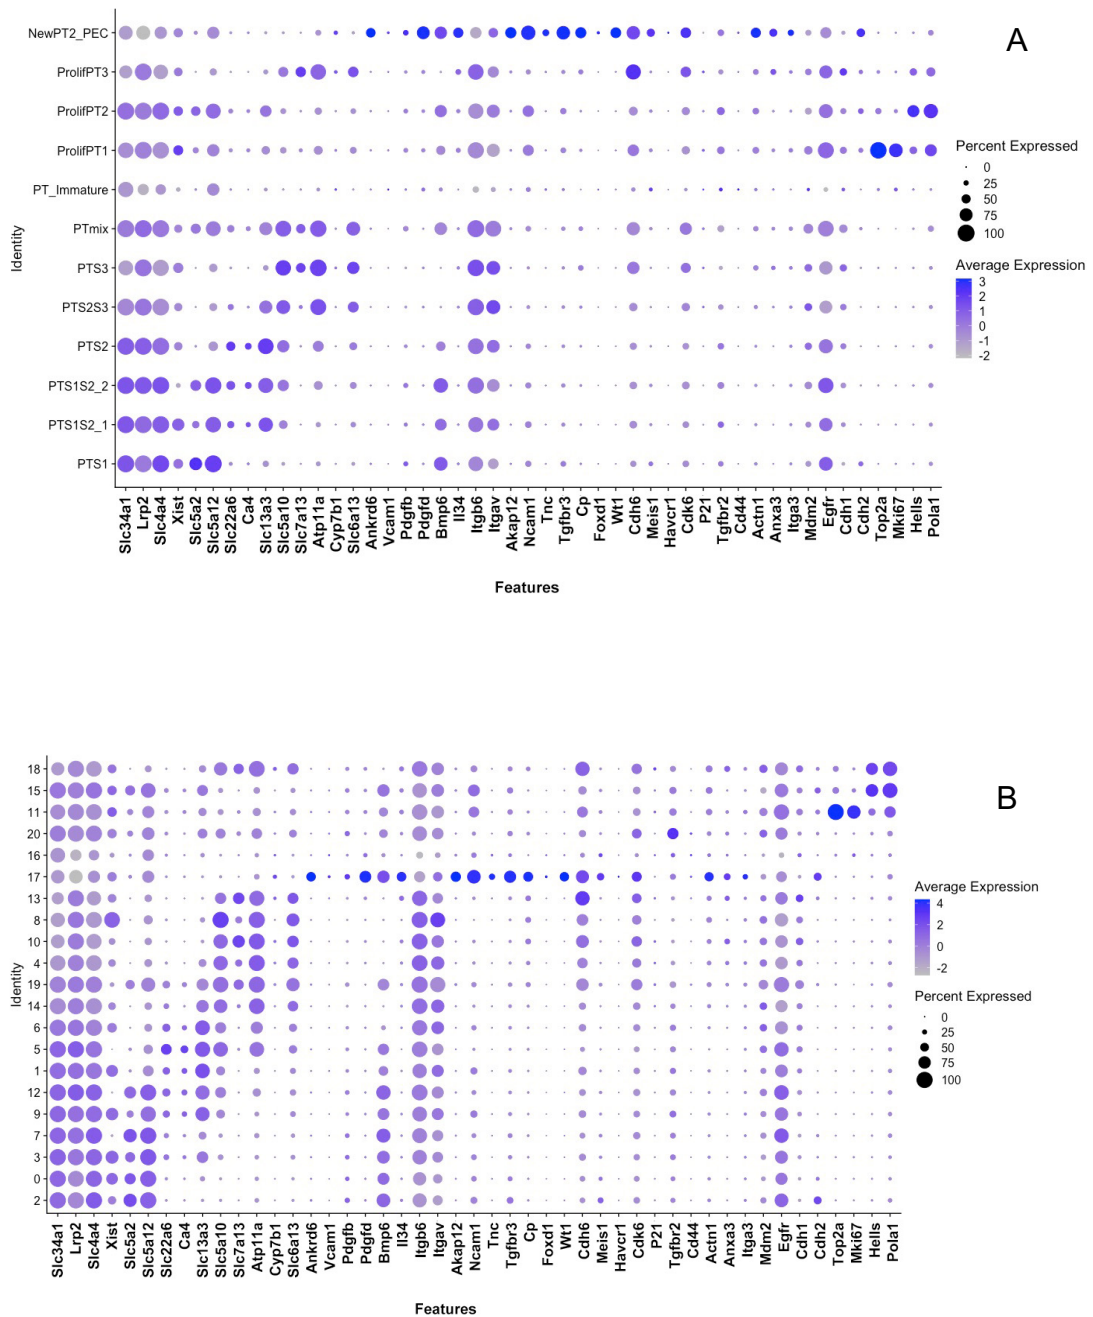 A
NewPT2_PEC
ProlifPT3
ProlifPT2
ProlifPT1
PT_Immature
PTmix
PTS3
PTS2S3
PTS2
PTS1S2_2
PTS1S2_1
PTS1
Identity
Slc34a1
Lrp2
Slc4a4
Xist
Slc5a2
Slc5a12
Slc22a6
Ca4
Slc13a3
Slc5a10
Slc7a13
Atp11a
Cyp7b1
Slc6a13
Ankrd6
Vcam1
Pdgfb
Pdgfd
Bmp6
Il34
Itgb6
Itgav
Akap12
Ncam1
Tnc
Tgfbr3
Cp
Foxd1
Wt1
Cdh6
Meis1
Havcr1
Cdk6
P21
Tgfbr2
Cd44
Actn1
Anxa3
Itga3
Mdm2
Egfr
Cdh1
Cdh2
Top2a
Mki67
Hells
Pola1
Features
Percent Expressed
0
25
50
75
100
Average Expression
3
2
1
0
-1
-2
B
18
15
11
20
16
17
13
8
10
4
19
14
6
5
1
12
9
7
3
0
2
Identity
Slc34a1
Lrp2
Slc4a4
Xist
Slc5a2
Slc5a12
Slc22a6
Ca4
Slc13a3
Slc5a10
Slc7a13
Atp11a
Cyp7b1
Slc6a13
Ankrd6
Vcam1
Pdgfb
Pdgfd
Bmp6
Il34
Itgb6
Itgav
Akap12
Ncam1
Tnc
Tgfbr3
Cp
Foxd1
Wt1
Cdh6
Meis1
Havcr1
Cdk6
P21
Tgfbr2
Cd44
Actn1
Anxa3
Itga3
Mdm2
Egfr
Cdh1
Cdh2
Top2a
Mki67
Hells
Pola1
Features
Average Expression
4
2
0
-2
Percent Expressed
0
25
50
75
100